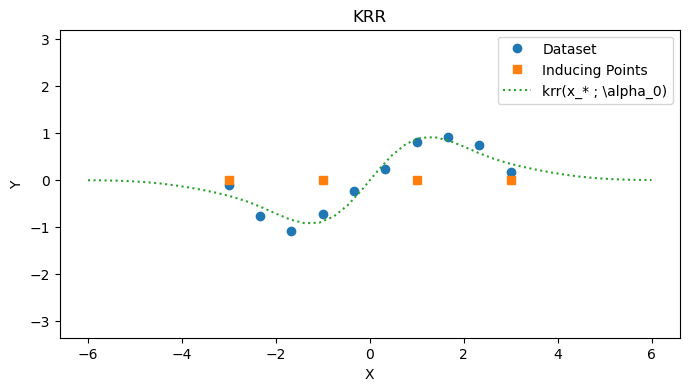 KRR
Dataset
Inducing Points
krr(x_* ; \alpha_0)
3
2
1
0
−1
−2
−3
Y
−6
−4
−2
0
2
4
6
X